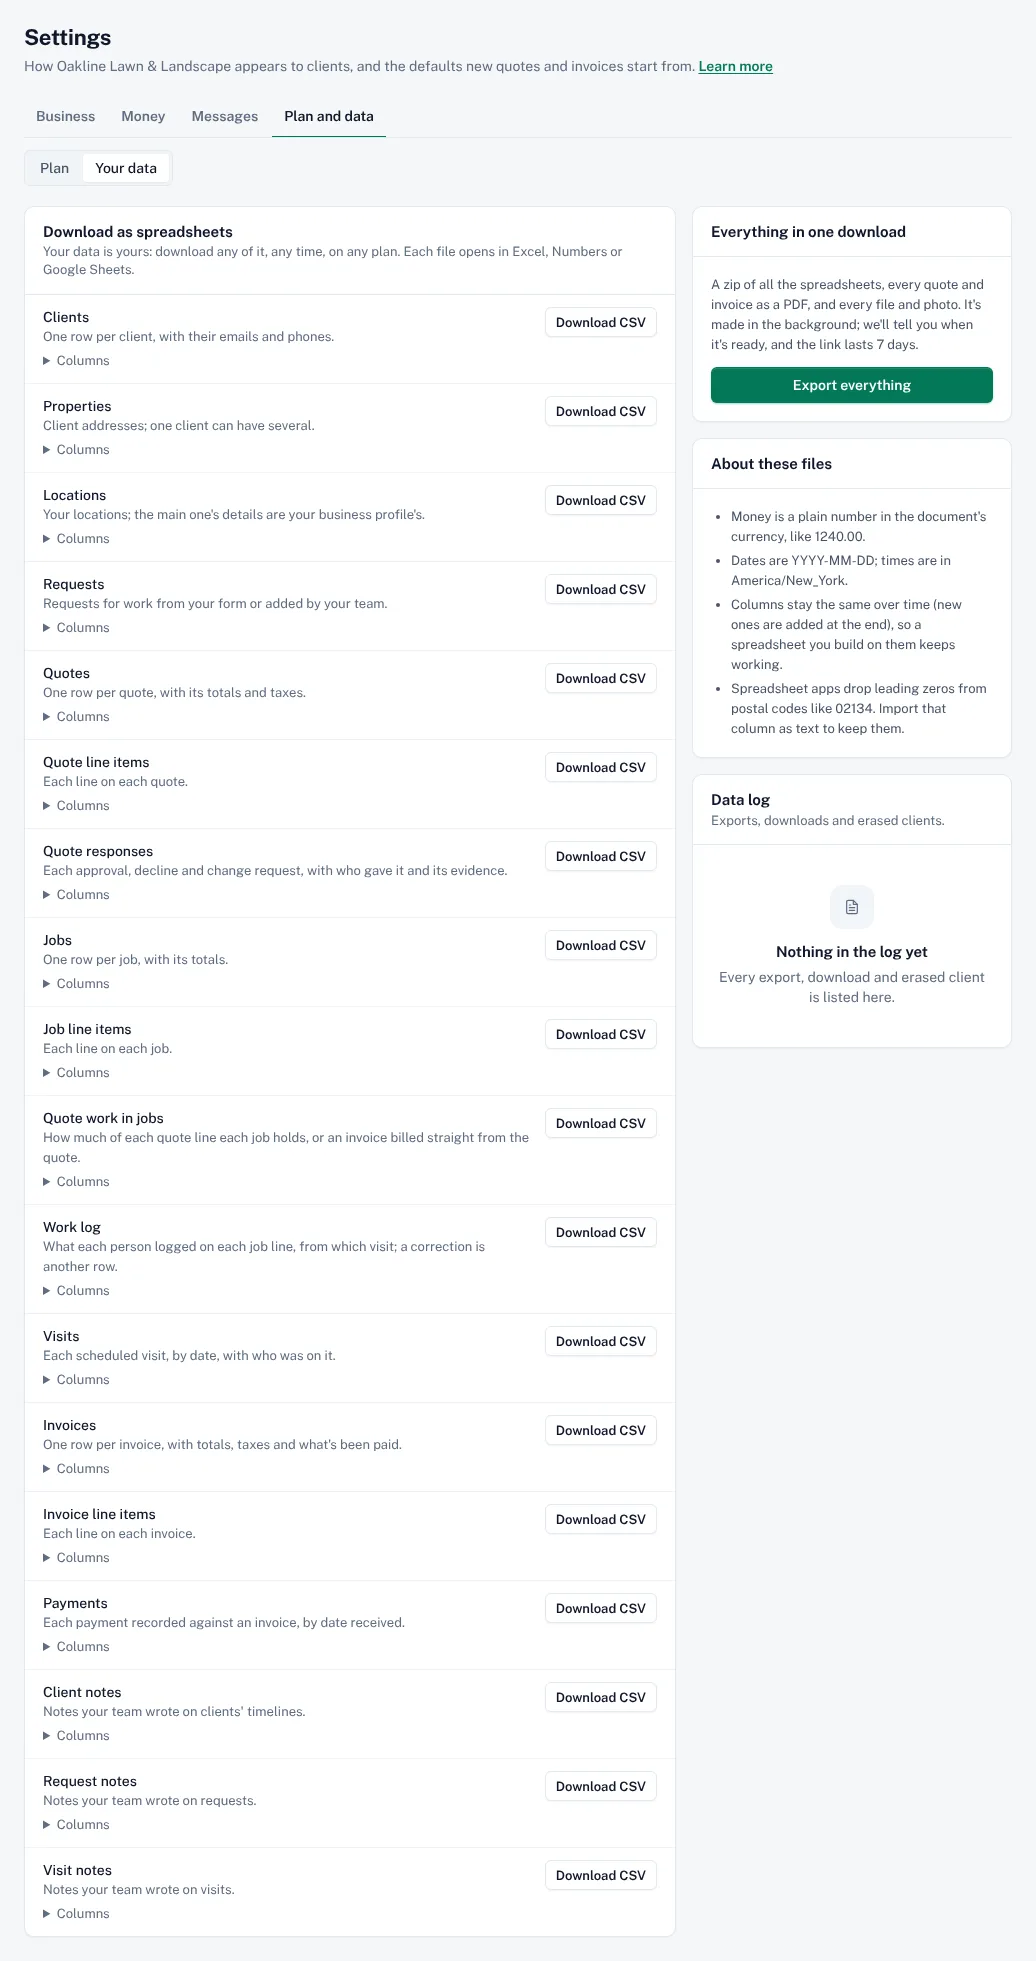 Settings
How Oakline Lawn & Landscape appears to clients, and the defaults new quotes and invoices start from. Learn more
Business
Money
Messages
Plan and data
Plan
Your data
Download as spreadsheets
Your data is yours: download any of it, any time, on any plan. Each file opens in Excel, Numbers or
Google Sheets.
Clients
One row per client, with their emails and phones.
Columns
Download CSV
Properties
Client addresses; one client can have several.
Columns
Download CSV
Locations
Your locations; the main one's details are your business profile's.
Columns
Download CSV
Requests
Requests for work from your form or added by your team.
Columns
Download CSV
Quotes
One row per quote, with its totals and taxes.
Columns
Download CSV
Quote line items
Each line on each quote.
Columns
Download CSV
Quote responses
Each approval, decline and change request, with who gave it and its evidence.
Columns
Download CSV
Jobs
One row per job, with its totals.
Columns
Download CSV
Job line items
Each line on each job.
Columns
Download CSV
Quote work in jobs
How much of each quote line each job holds, or an invoice billed straight from the
quote.
Columns
Download CSV
Work log
What each person logged on each job line, from which visit; a correction is
another row.
Columns
Download CSV
Visits
Each scheduled visit, by date, with who was on it.
Columns
Download CSV
Invoices
One row per invoice, with totals, taxes and what's been paid.
Columns
Download CSV
Invoice line items
Each line on each invoice.
Columns
Download CSV
Payments
Each payment recorded against an invoice, by date received.
Columns
Download CSV
Client notes
Notes your team wrote on clients' timelines.
Columns
Download CSV
Request notes
Notes your team wrote on requests.
Columns
Download CSV
Visit notes
Notes your team wrote on visits.
Columns
Download CSV
Everything in one download
A zip of all the spreadsheets, every quote and
invoice as a PDF, and every file and photo. It's
made in the background; we'll tell you when
it's ready, and the link lasts 7 days.
Export everything
About these files
• Money is a plain number in the document's
currency, like 1240.00.
• Dates are YYYY-MM-DD; times are in
America/New_York.
• Columns stay the same over time (new
ones are added at the end), so a
spreadsheet you build on them keeps
working.
• Spreadsheet apps drop leading zeros from
postal codes like 02134. Import that
column as text to keep them.
Data log
Exports, downloads and erased clients.
Nothing in the log yet
Every export, download and erased client
is listed here.